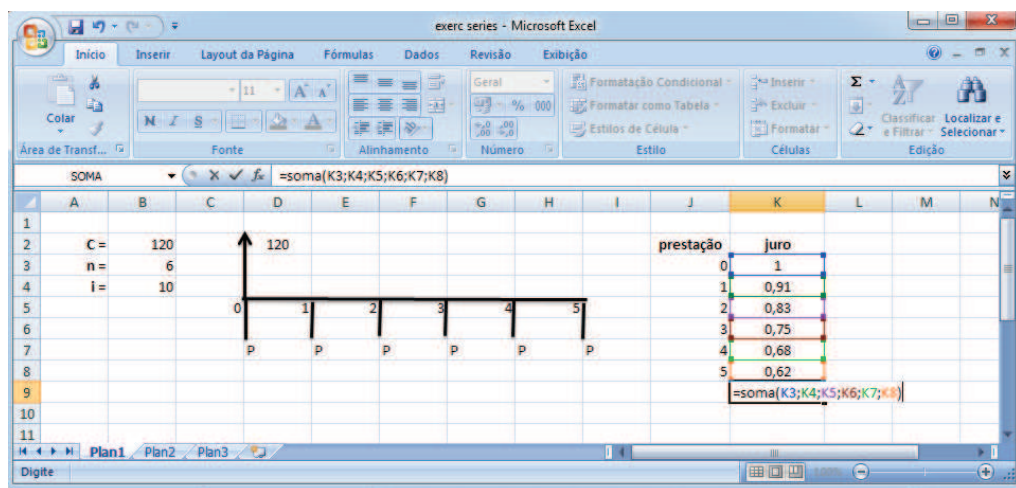 exerc series - Microsoft Excel
Início Inserir Layout da Página Fórmulas Dados Revisão Exibição
Colar
Área de Transf...
11 A A
N I S A
Fonte
Alinhamento
Geral
% 000
,00 ,0
Número
Formatação Condicional
Formatar como Tabela
Estilos de Célula
Estilo
Inserir
Excluir
Formatar
Células
Σ
Classificar e Filtrar
Localizar e Selecionar
Edição
SOMA fx =soma(K3;K4;K5;K6;K7;K8)
A B C D E F G H I J K L M N
1
2 C = 120 120 prestação juro
3 n = 6 0 1
4 i = 10 1 0,91
5 0 1 2 3 4 5 2 0,83
6 3 0,75
7 P P P P P P 4 0,68
8 5 0,62
9 =soma(K3;K4;K5;K6;K7;K8)
10
11
Plan1 Plan2 Plan3
Digite 100%